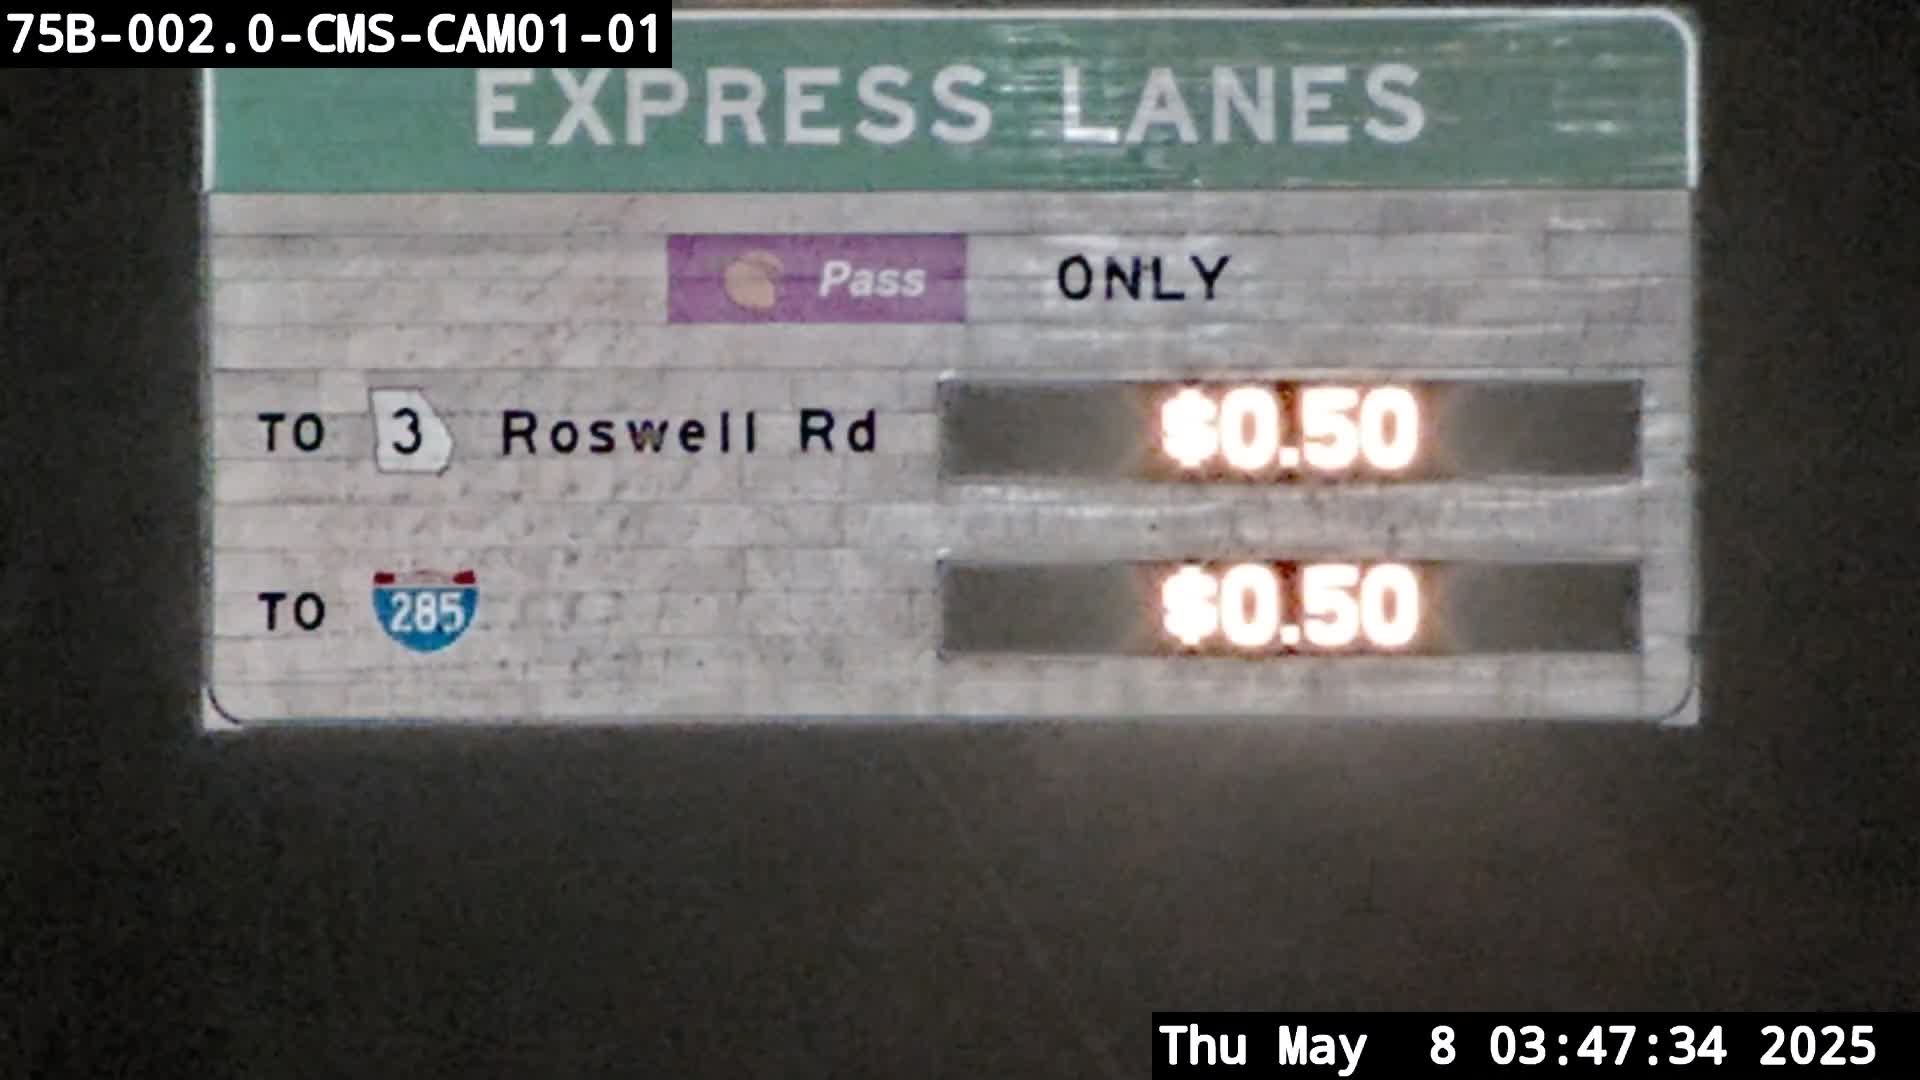 75B-002.0-CMS-CAM01-01
EXPRESS LANES
Pass ONLY
TO 3 Roswell Rd $0.50
TO 285 $0.50
Thu May 8 03:47:34 2025